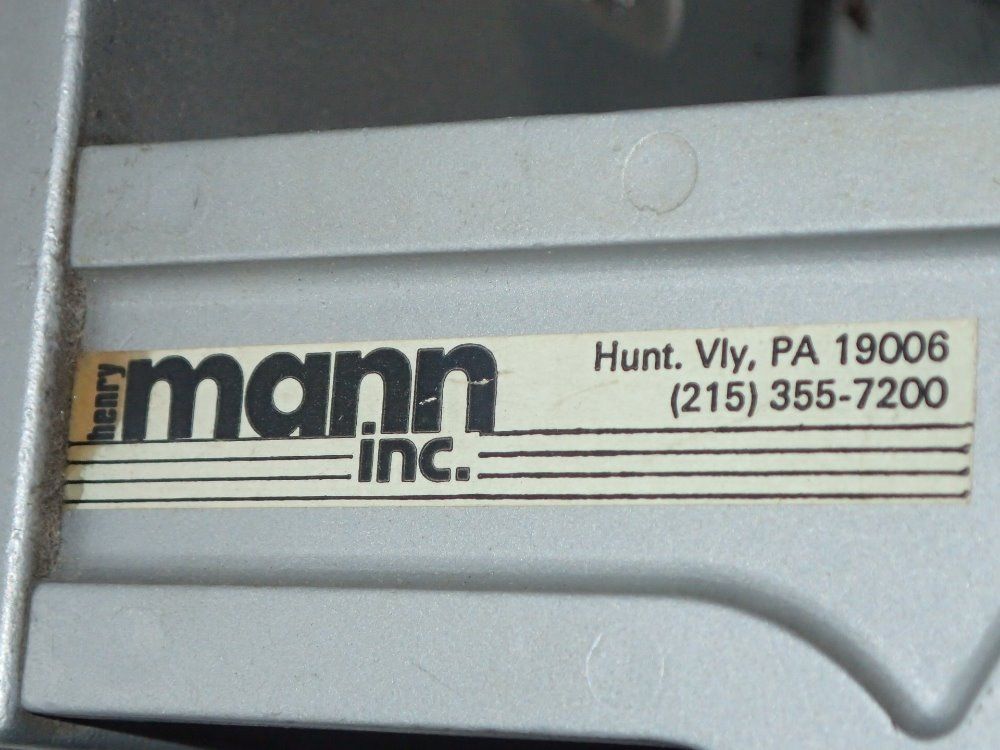 henry mann
inc.
Hunt. Vly, PA 19006
(215) 355-7200